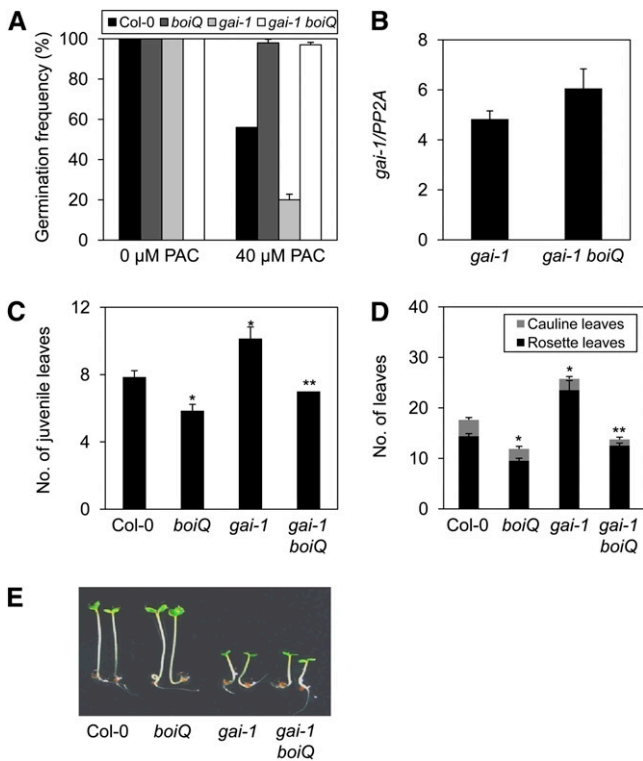 A
Col-0 boiQ gai-1 gai-1 boiQ
Germination frequency (%)
100
80
60
40
20
0
0 µM PAC 40 µM PAC
B
gai-1/PP2A
8
6
4
2
0
gai-1 gai-1 boiQ
C
No. of juvenile leaves
12
8
4
0
*
*
**
Col-0 boiQ gai-1 gai-1
boiQ
D
No. of leaves
40
30
20
10
0
Cauline leaves
Rosette leaves
*
*
**
Col-0 boiQ gai-1 gai-1
boiQ
E
Col-0 boiQ gai-1 gai-1
boiQ